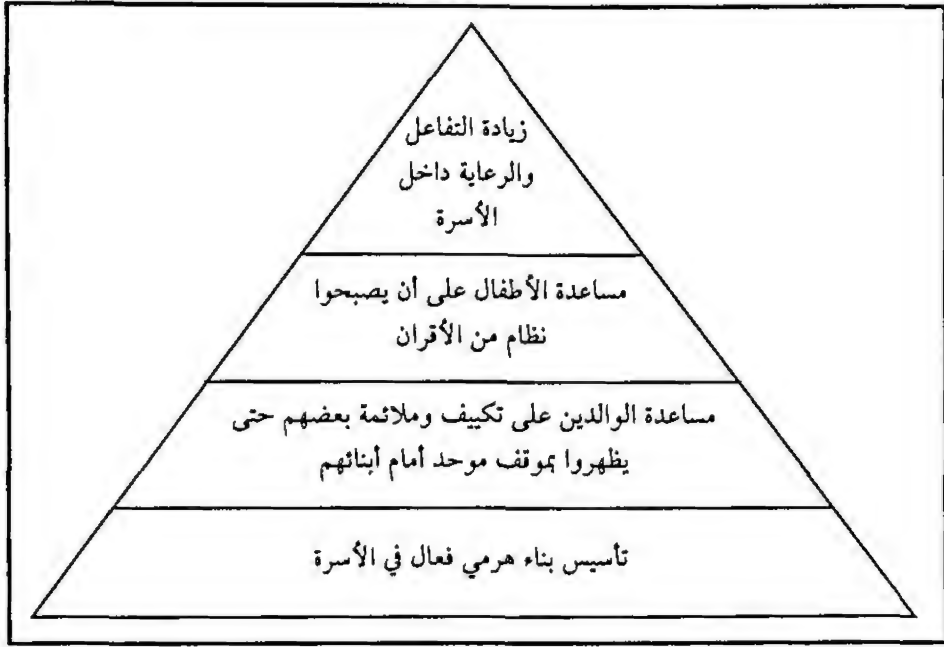 زيادة التفاعل
والرعاية داخل
الأسرة
مساعدة الأطفال على أن يصبحوا
نظام من الأقران
مساعدة الوالدين على تكييف وملائمة بعضهم حتى
يظهروا بموقف موحد أمام أبنائهم
تأسيس بناء هرمي فعال في الأسرة